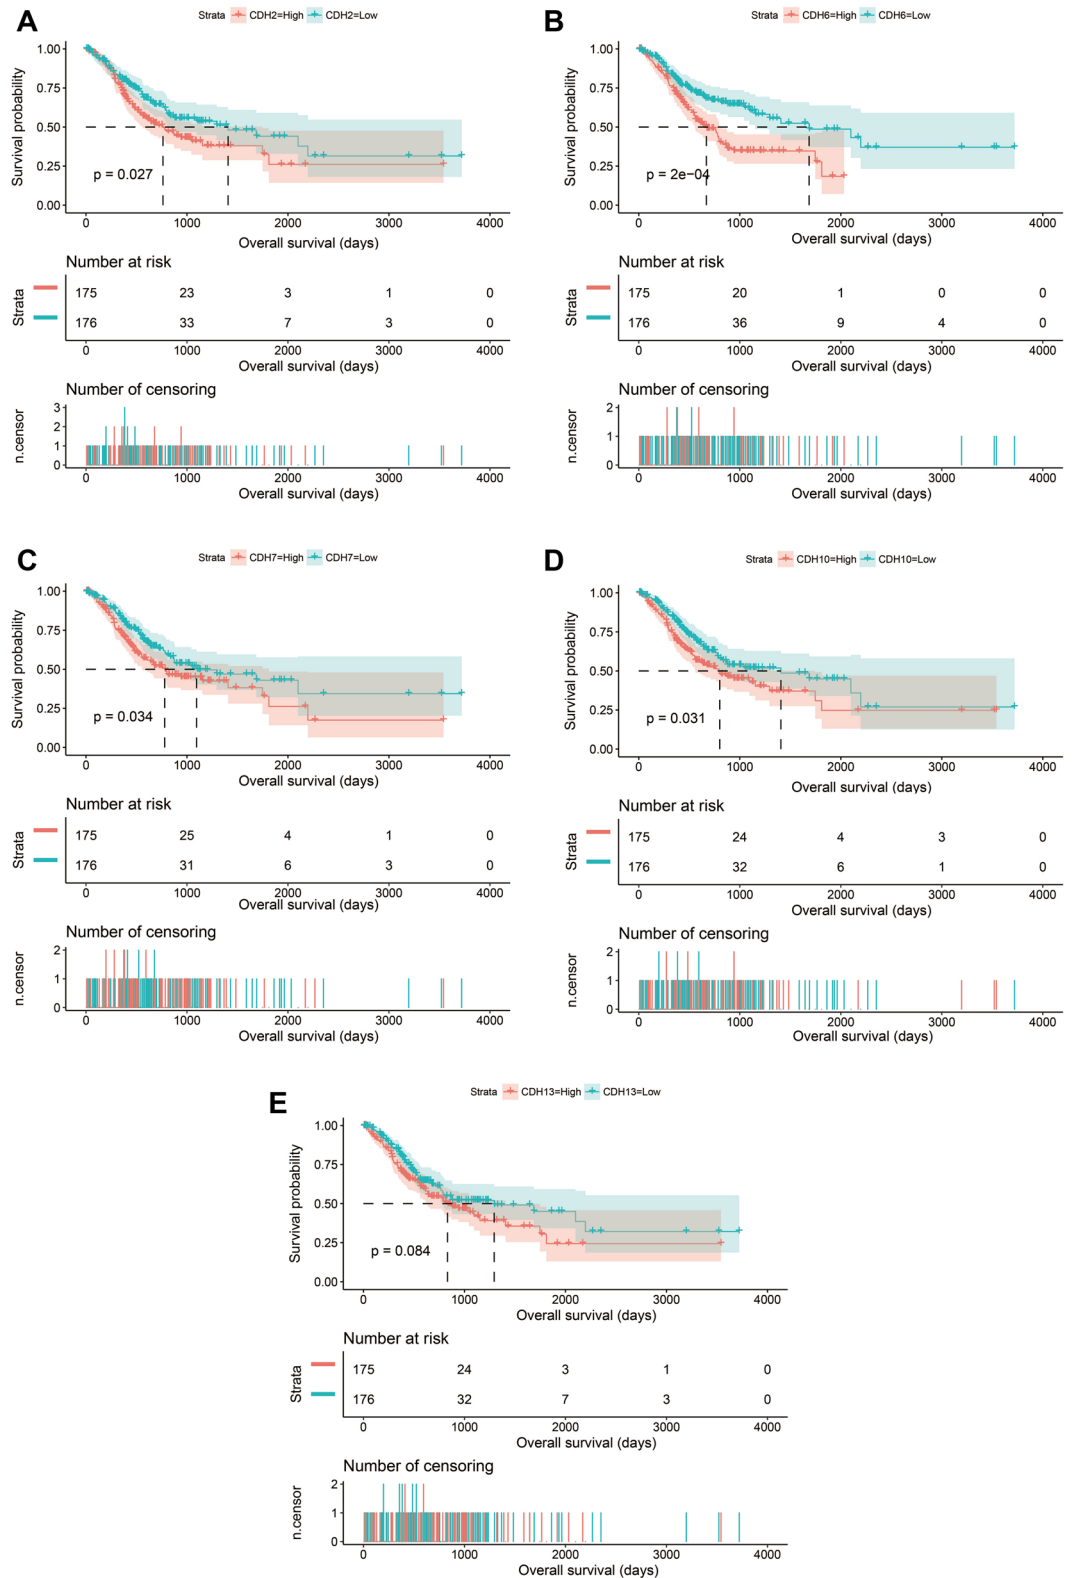 A
Strata CDH2=High CDH2=Low
Survival probability
1.00
0.75
0.50
0.25
0.00
p = 0.027
0 1000 2000 3000 4000
Overall survival (days)
Number at risk
Strata
175 23 3 1 0
176 33 7 3 0
0 1000 2000 3000 4000
Overall survival (days)
Number of censoring
n.censor
3
2
1
0
0 1000 2000 3000 4000
Overall survival (days)
B
Strata CDH6=High CDH6=Low
Survival probability
1.00
0.75
0.50
0.25
0.00
p = 2e−04
0 1000 2000 3000 4000
Overall survival (days)
Number at risk
Strata
175 20 1 0 0
176 36 9 4 0
0 1000 2000 3000 4000
Overall survival (days)
Number of censoring
n.censor
2
1
0
0 1000 2000 3000 4000
Overall survival (days)
C
Strata CDH7=High CDH7=Low
Survival probability
1.00
0.75
0.50
0.25
0.00
p = 0.034
0 1000 2000 3000 4000
Overall survival (days)
Number at risk
Strata
175 25 4 1 0
176 31 6 3 0
0 1000 2000 3000 4000
Overall survival (days)
Number of censoring
n.censor
2
1
0
0 1000 2000 3000 4000
Overall survival (days)
D
Strata CDH10=High CDH10=Low
Survival probability
1.00
0.75
0.50
0.25
0.00
p = 0.031
0 1000 2000 3000 4000
Overall survival (days)
Number at risk
Strata
175 24 4 3 0
176 32 6 1 0
0 1000 2000 3000 4000
Overall survival (days)
Number of censoring
n.censor
2
1
0
0 1000 2000 3000 4000
Overall survival (days)
E
Strata CDH13=High CDH13=Low
Survival probability
1.00
0.75
0.50
0.25
0.00
p = 0.084
0 1000 2000 3000 4000
Overall survival (days)
Number at risk
Strata
175 24 3 1 0
176 32 7 3 0
0 1000 2000 3000 4000
Overall survival (days)
Number of censoring
n.censor
2
1
0
0 1000 2000 3000 4000
Overall survival (days)